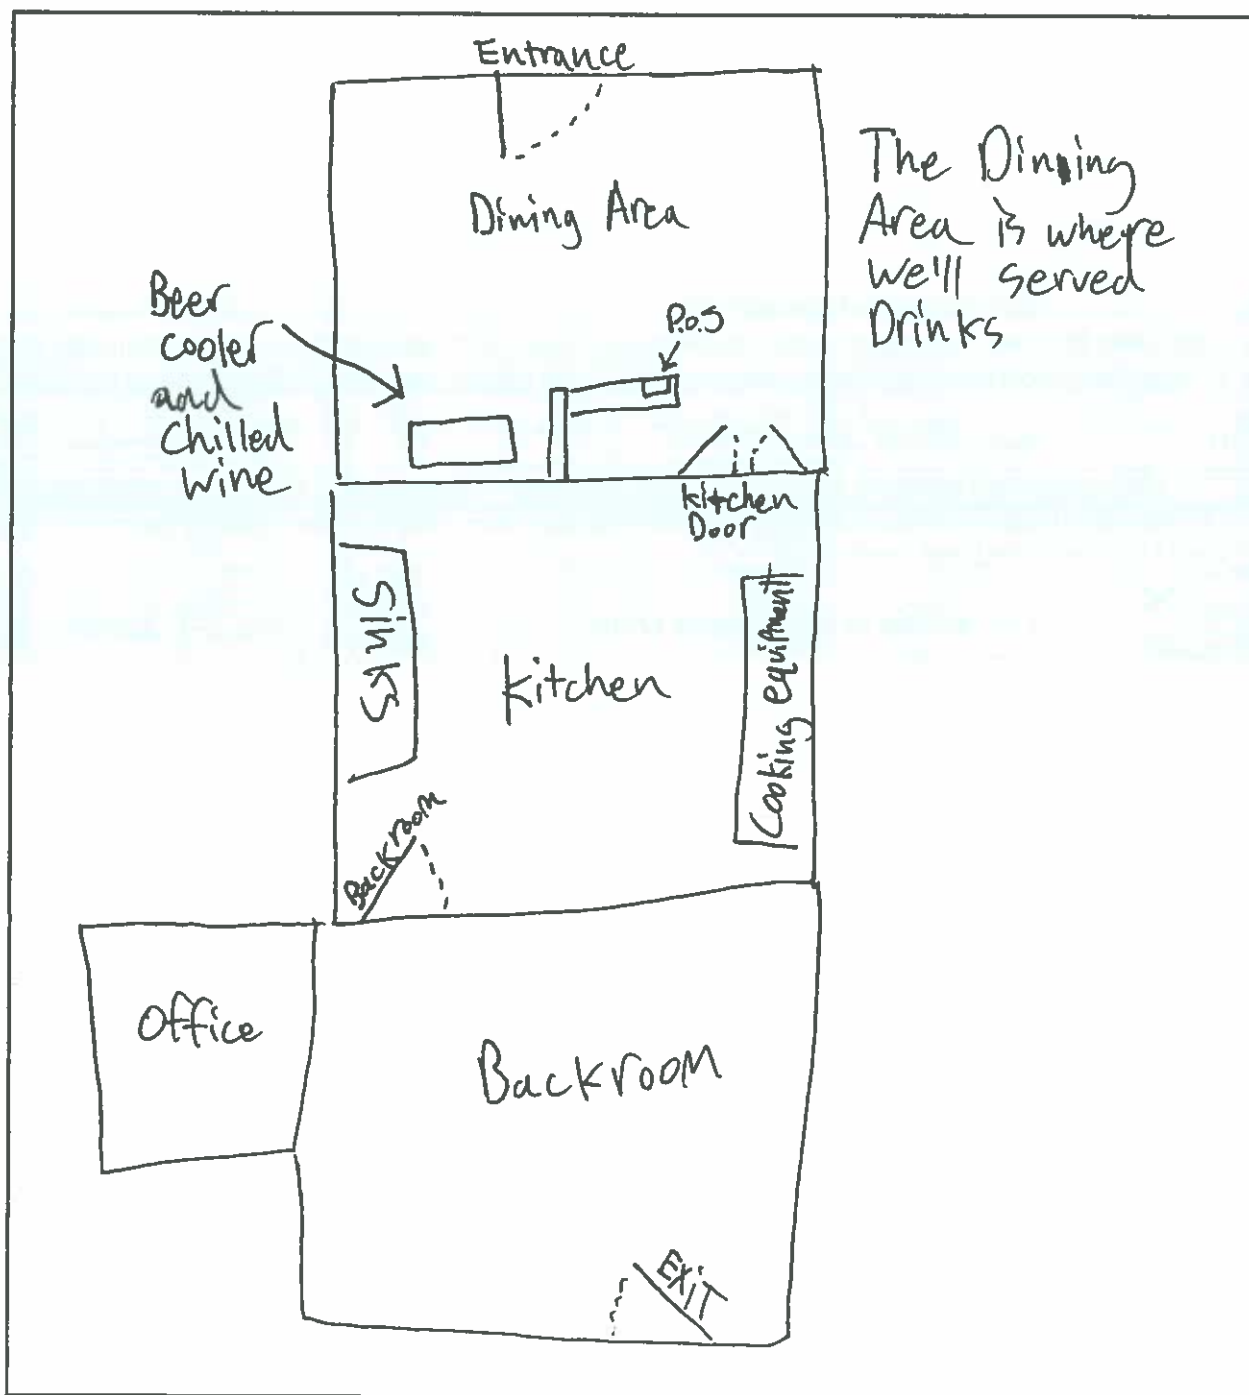 Entrance
Dining Area
The Dinning
Area is where
we'll served
Drinks
Beer
cooler
and
Chilled
wine
P.O.S
Kitchen
Door
Sinks
Kitchen
Cooking equipment
Backroom
Office
Backroom
EXIT